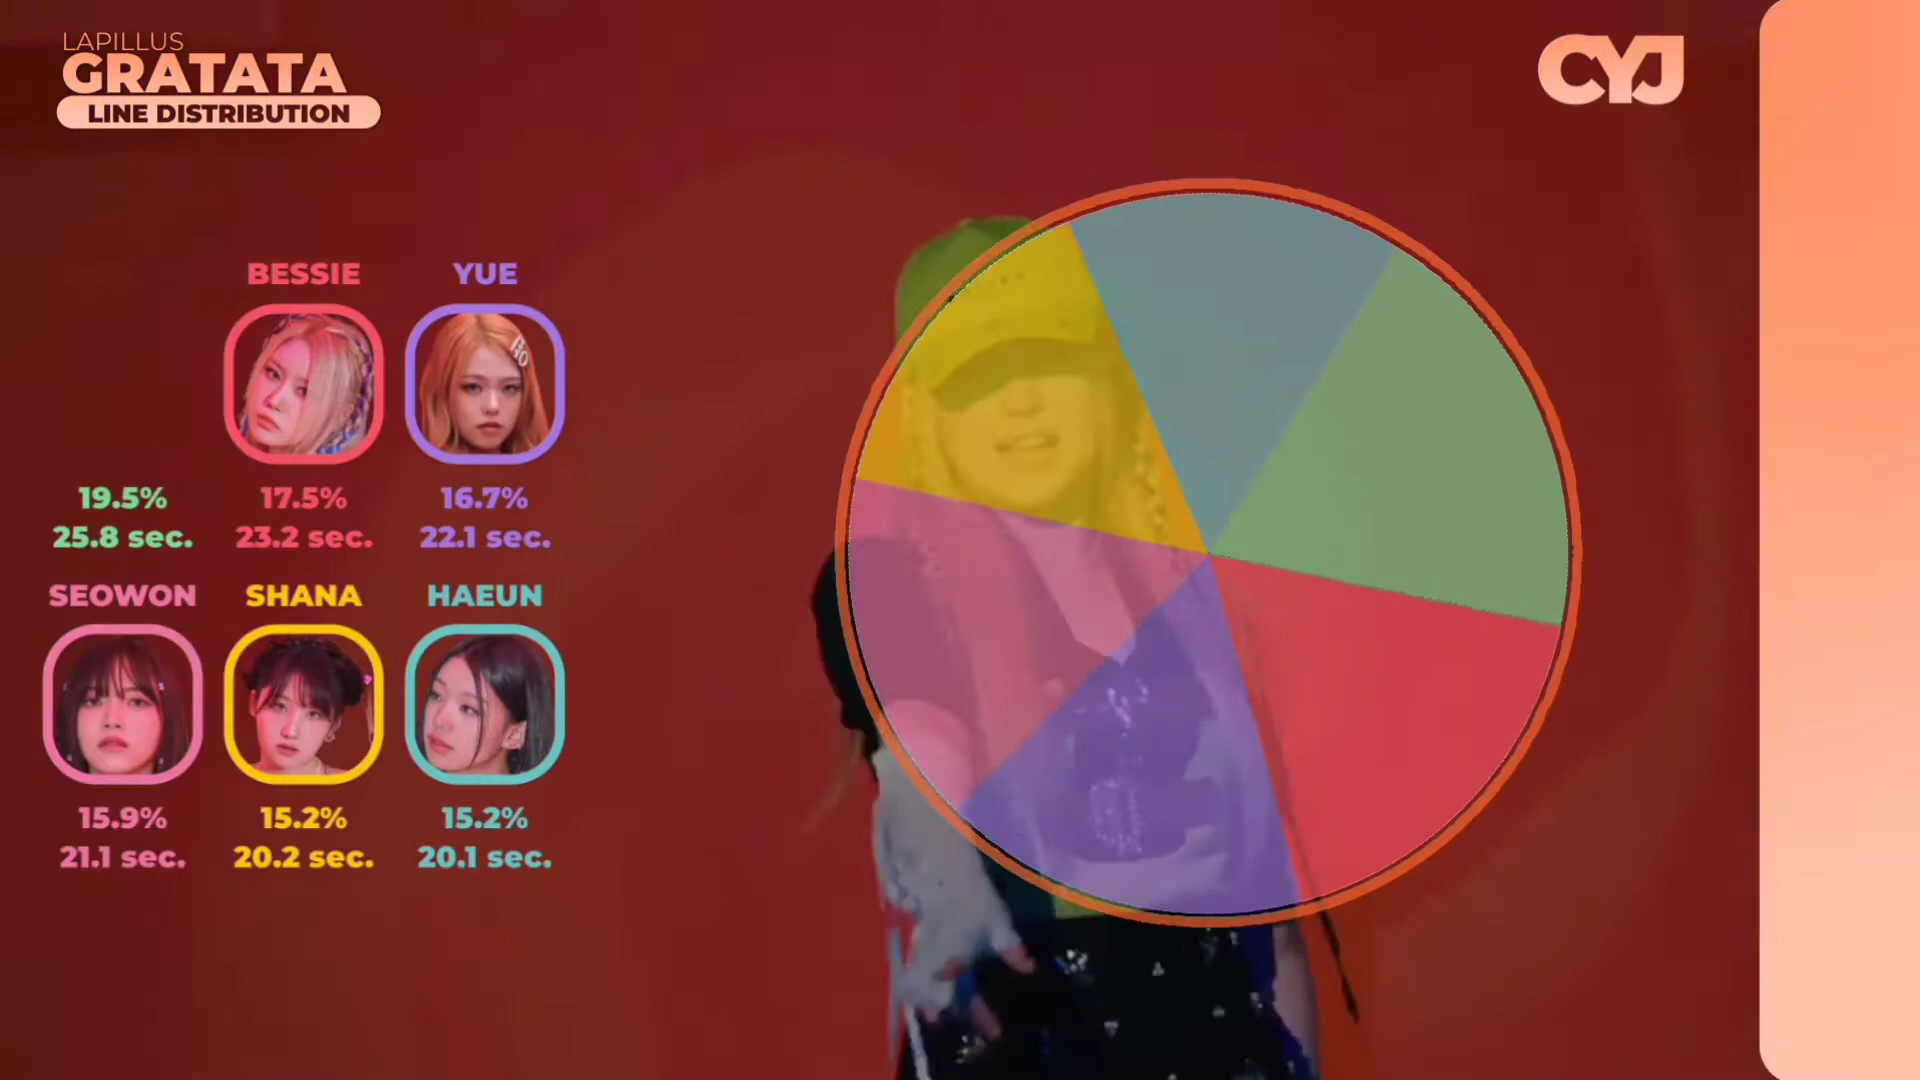 LAPILLUS
GRATATA
LINE DISTRIBUTION
CYJ
BESSIE YUE
19.5% 17.5% 16.7%
25.8 sec. 23.2 sec. 22.1 sec.
SEOWON SHANA HAEUN
15.9% 15.2% 15.2%
21.1 sec. 20.2 sec. 20.1 sec.